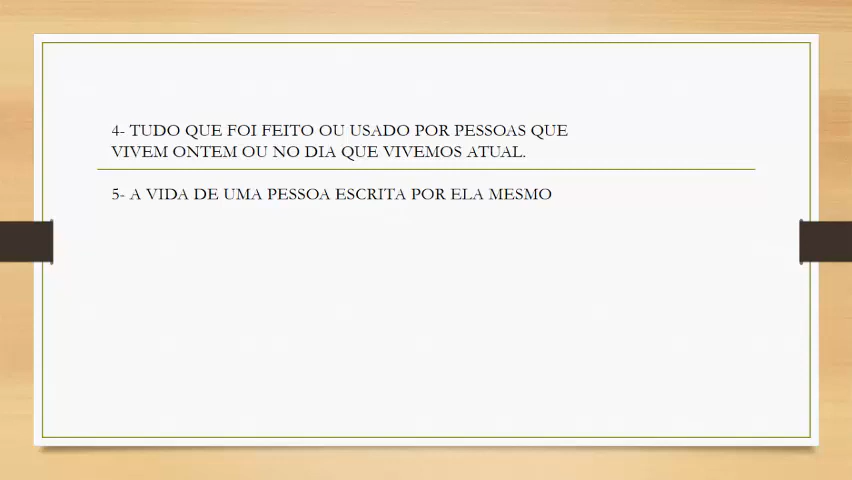 4- TUDO QUE FOI FEITO OU USADO POR PESSOAS QUE
VIVEM ONTEM OU NO DIA QUE VIVEMOS ATUAL.
5- A VIDA DE UMA PESSOA ESCRITA POR ELA MESMO